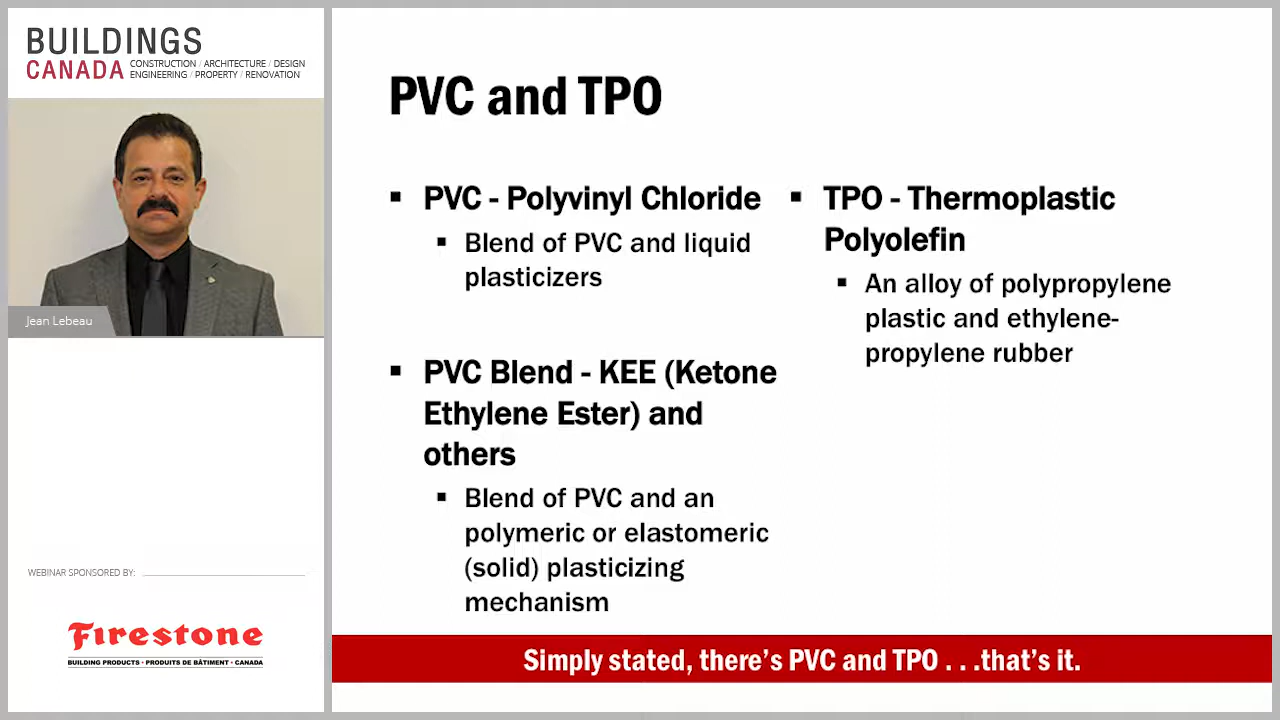 BUILDINGS
CANADA CONSTRUCTION / ARCHITECTURE / DESIGN
ENGINEERING / PROPERTY / RENOVATION
Jean Lebeau
WEBINAR SPONSORED BY:
Firestone
BUILDING PRODUCTS • PRODUITS DE BÂTIMENT • CANADA
PVC and TPO
▪ PVC - Polyvinyl Chloride
▪ Blend of PVC and liquid
plasticizers
▪ PVC Blend - KEE (Ketone
Ethylene Ester) and
others
▪ Blend of PVC and an
polymeric or elastomeric
(solid) plasticizing
mechanism
▪ TPO - Thermoplastic
Polyolefin
▪ An alloy of polypropylene
plastic and ethylene-
propylene rubber
Simply stated, there's PVC and TPO . . .that's it.